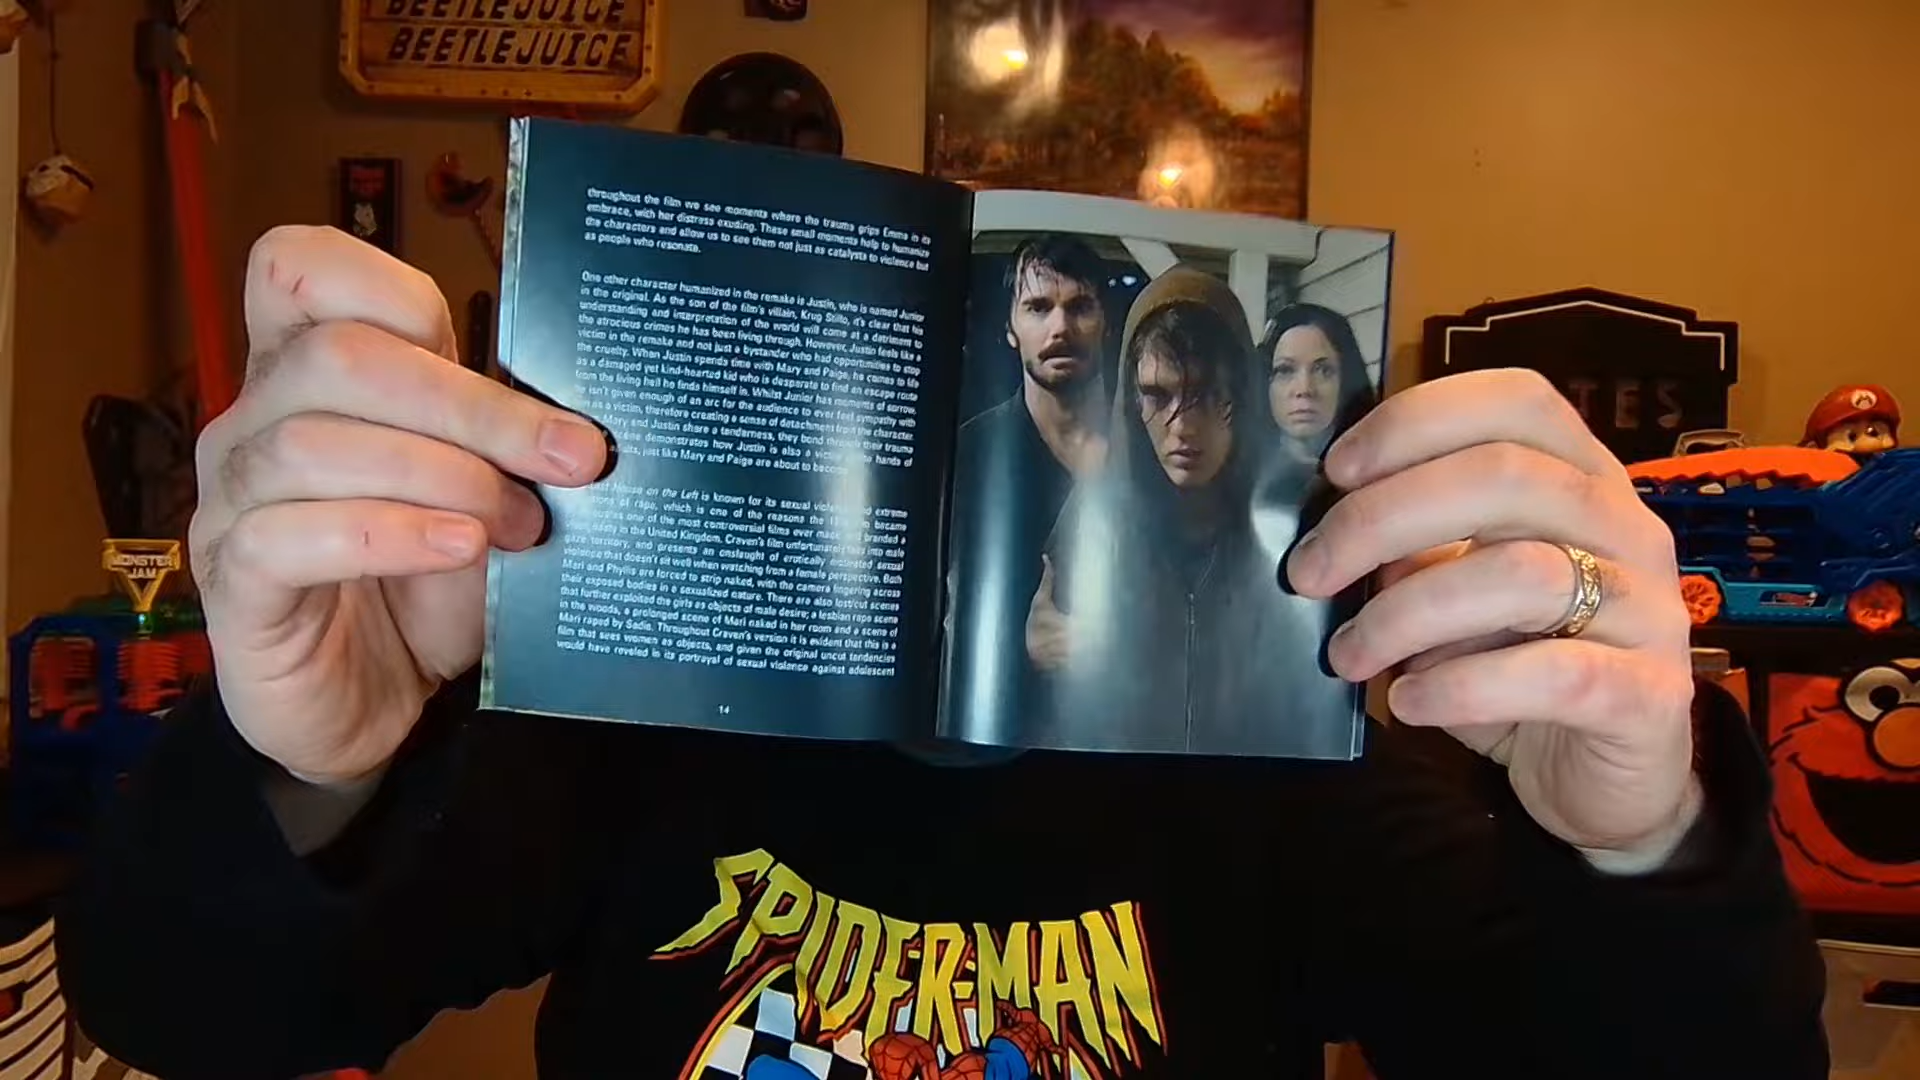 BEETLEJUICE
BEETLEJUICE
throughout the film we see moments where the trauma grips Emma in its
embrace, with her distress exuding. These small moments help to humanize
the characters and allow us to see them not just as catalysts to violence but
as people who resonate.
One other character humanized in the remake is Justin, who is named Junior
in the original. As the son of the film's villain, Krug Stillo, it's clear that his
understanding and interpretation of the world will come at a detriment to
the atrocious crimes he has been living through. However, Justin feels like a
victim in the remake and not just a bystander who had opportunities to stop
the cruelty. When Justin spends time with Mary and Paige, he comes to life
as a damaged yet kind-hearted kid who is desperate to find an escape route
from the living hell he finds himself in. Whilst Junior has moments of sorrow,
he isn't given enough of an arc for the audience to ever feel sympathy with
as a victim, therefore creating a sense of detachment from the character.
Mary and Justin share a tenderness, they bond through their trauma
scene demonstrates how Justin is also a victim hands of
just like Mary and Paige are about to become
House on the Left is known for its sexual violence and extreme
of rape, which is one of the reasons the became
one of the most controversial films ever made branded a
video nasty in the United Kingdom. Craven's film unfortunately falls into male
gaze territory, and presents an onslaught of erotically motivated sexual
violence that doesn't sit well when watching from a female perspective. Both
Mari and Phyllis are forced to strip naked, with the camera lingering across
their exposed bodies in a sexualized nature. There are also lost/cut scenes
that further exploited the girls as objects of male desire; a lesbian rape scene
in the woods, a prolonged scene of Mari naked in her room and a scene of
Mari raped by Sadie. Throughout Craven's version it is evident that this is a
film that sees women as objects, and given the original uncut tendencies
would have reveled in its portrayal of sexual violence against adolescent
14
TES
MONSTER
JAM
SPIDER-MAN